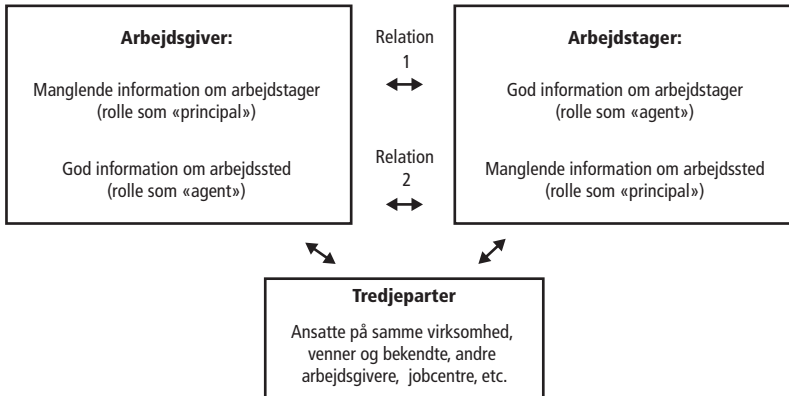 Arbejdsgiver:
Manglende information om arbejdstager
(rolle som «principal»)
God information om arbejdssted
(rolle som «agent»)
Relation
1
Relation
2
Arbejdstager:
God information om arbejdstager
(rolle som «agent»)
Manglende information om arbejdssted
(rolle som «principal»)
Tredjeparter
Ansatte på samme virksomhed,
venner og bekendte, andre
arbejdsgivere, jobcentre, etc.